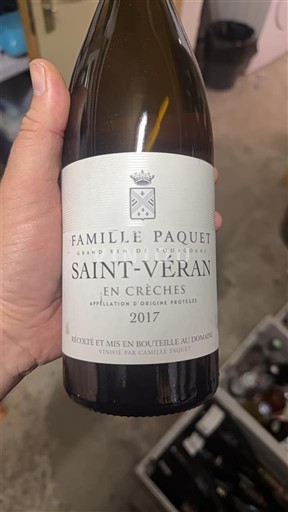 FAMILLE PAQUET
GRAND VIN DE BOURGOGNE
SAINT-VÉRAN
EN CRÈCHES
APPELLATION D'ORIGINE PROTÉGÉE
2017
RÉCOLTÉ ET MIS EN BOUTEILLE AU DOMAINE
VINIFIÉ PAR CAMILLE PAQUET